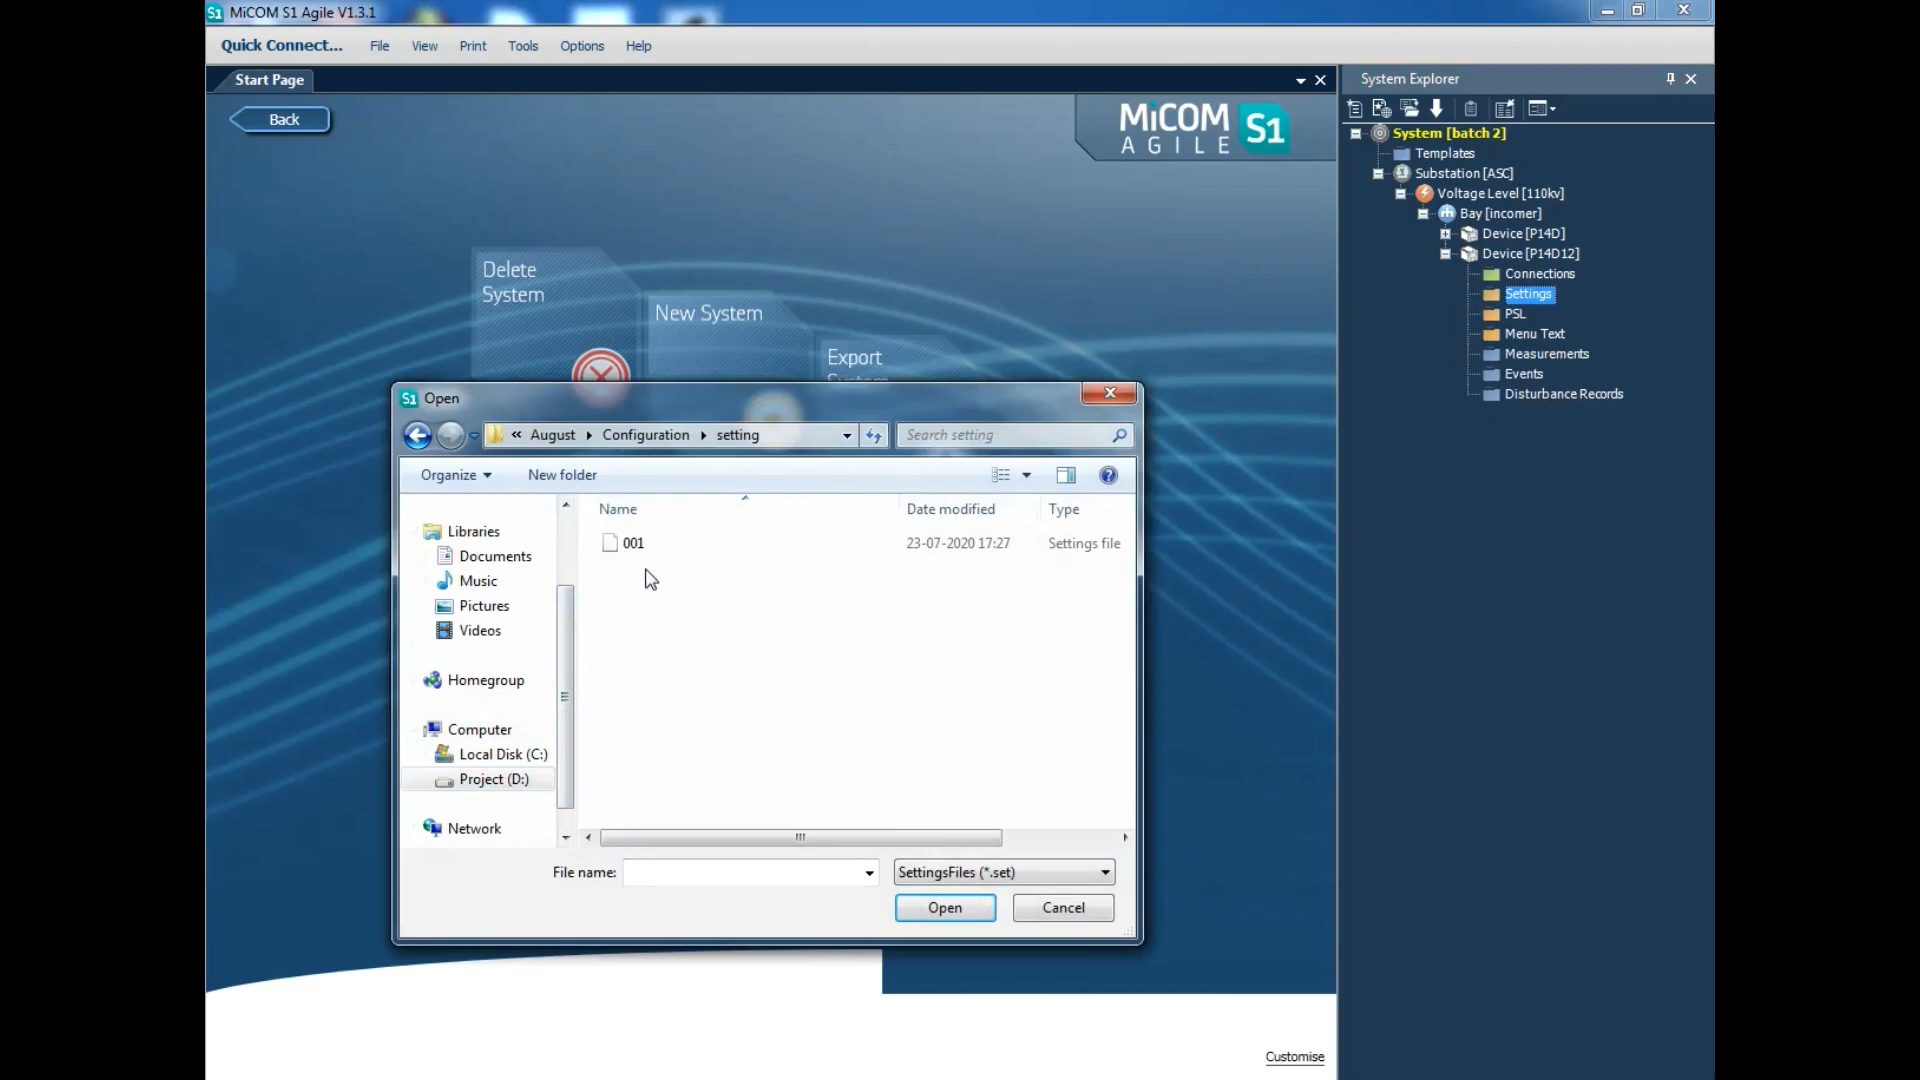 S1 MiCOM S1 Agile V1.3.1
Quick Connect... File View Print Tools Options Help
Start Page
System Explorer
Back
MiCOM
AGILE
S1
System [batch 2]
Templates
Substation [ASC]
Voltage Level [110kv]
Bay [incomer]
Device [P14D]
Device [P14D12]
Connections
Settings
PSL
Menu Text
Measurements
Events
Disturbance Records
Delete
System
New System
Export
System
S1 Open
« August Configuration setting
Search setting
Organize New folder
Name Date modified Type
001 23-07-2020 17:27 Settings file
Libraries
Documents
Music
Pictures
Videos
Homegroup
Computer
Local Disk (C:)
Project (D:)
Network
File name:
SettingsFiles (*.set)
Open Cancel
Customise